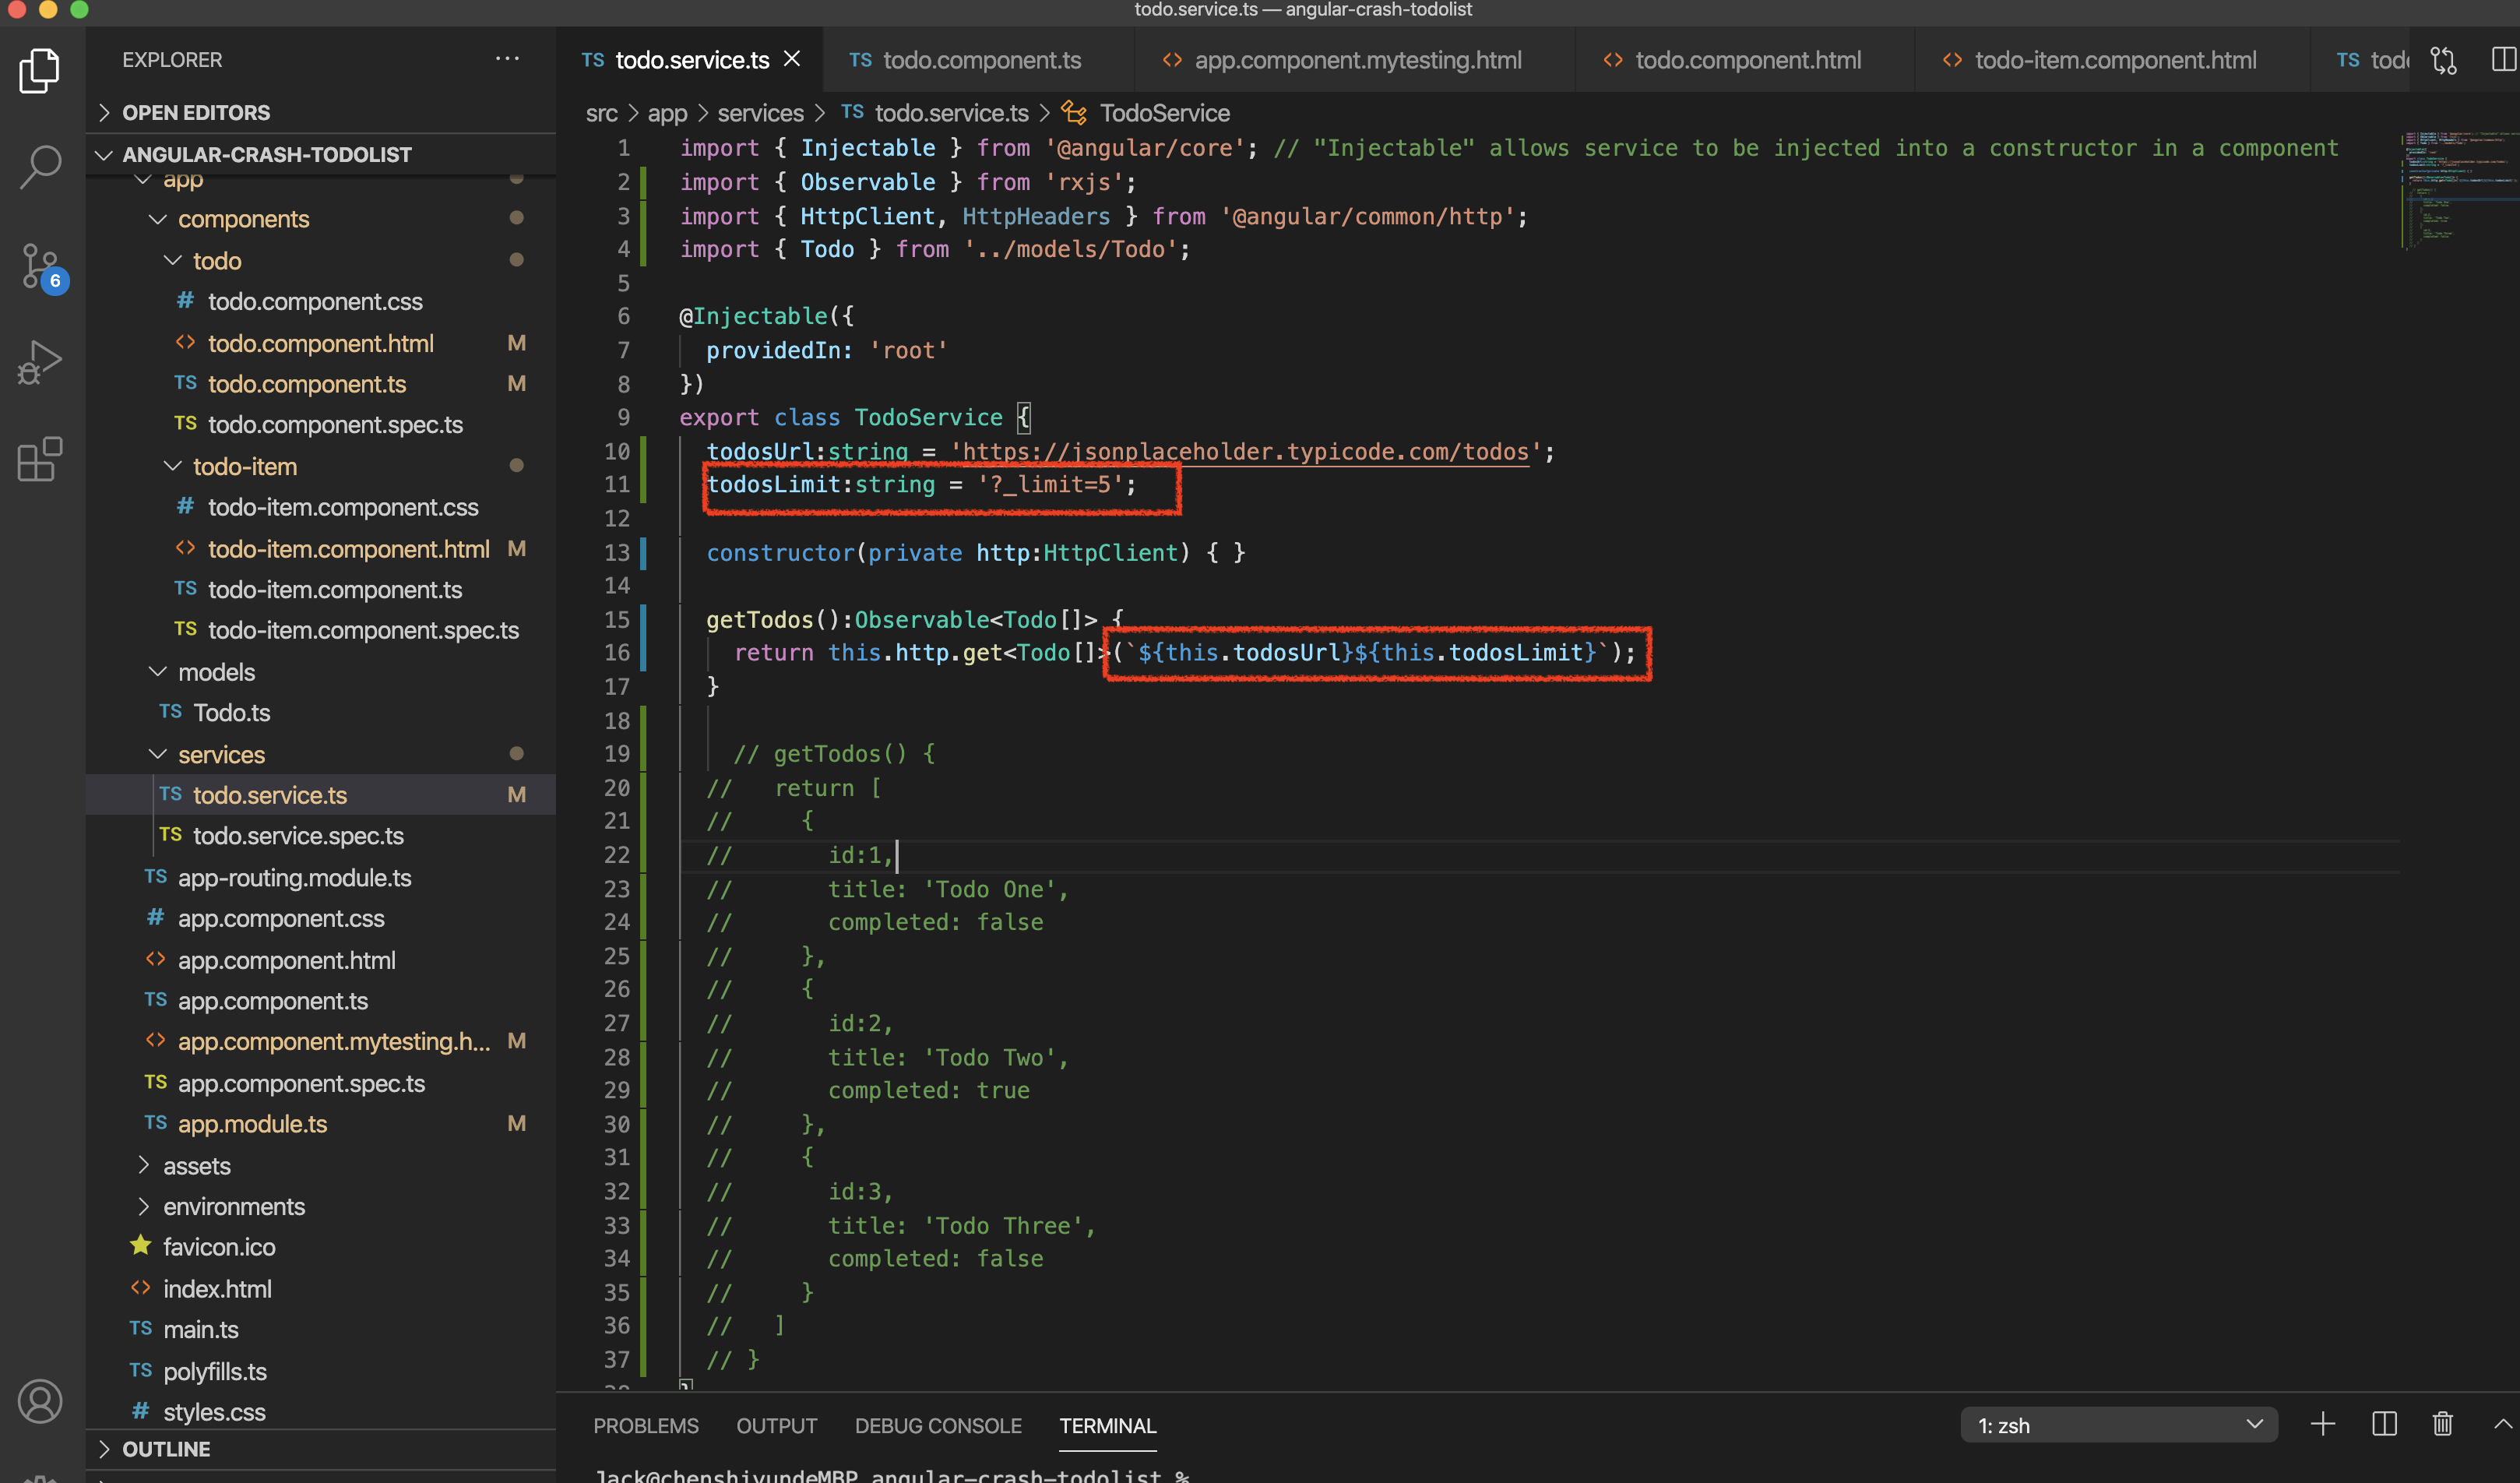 todo.service.ts — angular-crash-todolist
EXPLORER
OPEN EDITORS
ANGULAR-CRASH-TODOLIST
app
components
todo
# todo.component.css
<> todo.component.html M
TS todo.component.ts M
TS todo.component.spec.ts
todo-item
# todo-item.component.css
<> todo-item.component.html M
TS todo-item.component.ts
TS todo-item.component.spec.ts
models
TS Todo.ts
services
TS todo.service.ts M
TS todo.service.spec.ts
TS app-routing.module.ts
# app.component.css
<> app.component.html
TS app.component.ts
<> app.component.mytesting.h... M
TS app.component.spec.ts
TS app.module.ts M
assets
environments
favicon.ico
<> index.html
TS main.ts
TS polyfills.ts
# styles.css
OUTLINE
6
TS todo.service.ts × TS todo.component.ts <> app.component.mytesting.html <> todo.component.html <> todo-item.component.html TS
src > app > services > TS todo.service.ts > TodoService
1 import { Injectable } from '@angular/core'; // "Injectable" allows service to be injected into a constructor in a component
2 import { Observable } from 'rxjs';
3 import { HttpClient, HttpHeaders } from '@angular/common/http';
4 import { Todo } from '../models/Todo';
5
6 @Injectable({
7   providedIn: 'root'
8 })
9 export class TodoService {
10   todosUrl:string = 'https://jsonplaceholder.typicode.com/todos';
11   todosLimit:string = '?_limit=5';
12
13   constructor(private http:HttpClient) { }
14
15   getTodos():Observable<Todo[]> {
16     return this.http.get<Todo[]>(`${this.todosUrl}${this.todosLimit}`);
17   }
18
19     // getTodos() {
20   //   return [
21   //     {
22   //       id:1,
23   //       title: 'Todo One',
24   //       completed: false
25   //     },
26   //     {
27   //       id:2,
28   //       title: 'Todo Two',
29   //       completed: true
30   //     },
31   //     {
32   //       id:3,
33   //       title: 'Todo Three',
34   //       completed: false
35   //     }
36   //   ]
37   // }
PROBLEMS OUTPUT DEBUG CONSOLE TERMINAL 1: zsh
Jack@chenshiyundeMBP angular-crash-todolist %